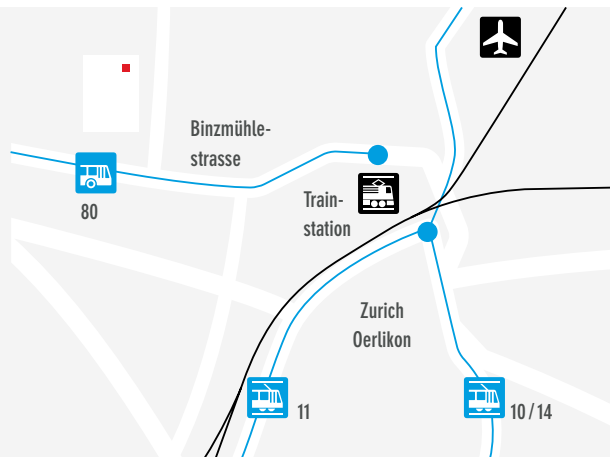 Binzmühle-
strasse
80
Train-
station
Zurich
Oerlikon
11
10/14